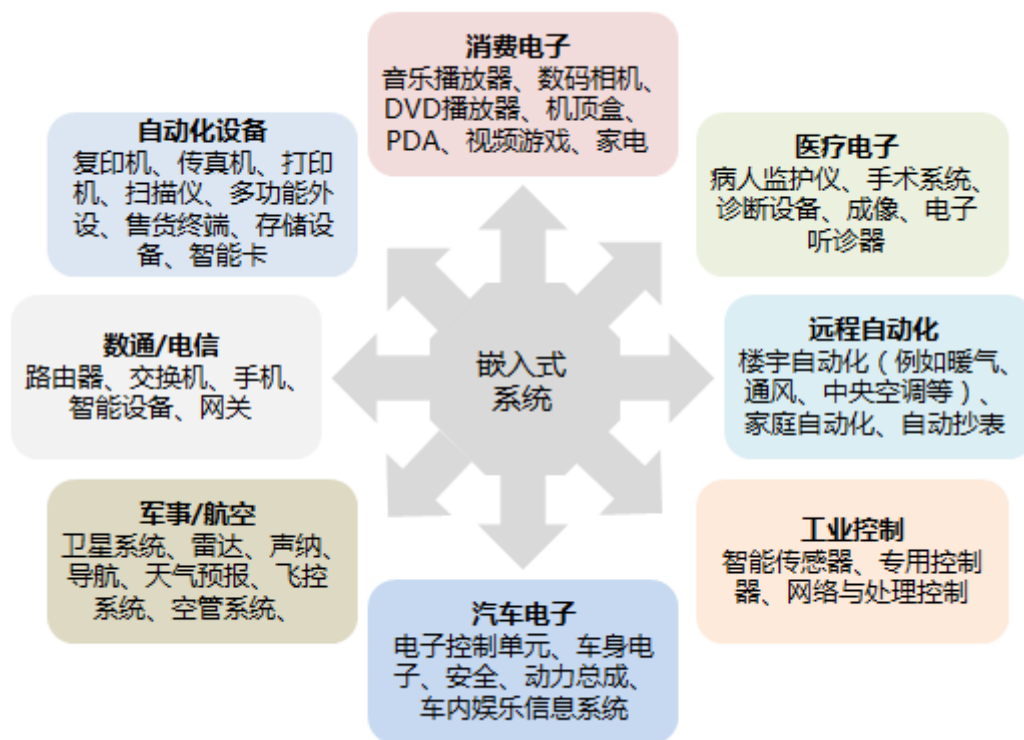 消费电子
音乐播放器、数码相机、
DVD播放器、机顶盒、
PDA、视频游戏、家电
自动化设备
复印机、传真机、打印
机、扫描仪、多功能外
设、售货终端、存储设
备、智能卡
医疗电子
病人监护仪、手术系统、
诊断设备、成像、电子
听诊器
数通/电信
路由器、交换机、手机、
智能设备、网关
嵌入式
系统
远程自动化
楼宇自动化（例如暖气、
通风、中央空调等）、
家庭自动化、自动抄表
军事/航空
卫星系统、雷达、声纳、
导航、天气预报、飞控
系统、空管系统、
工业控制
智能传感器、专用控制
器、网络与处理控制
汽车电子
电子控制单元、车身电
子、安全、动力总成、
车内娱乐信息系统